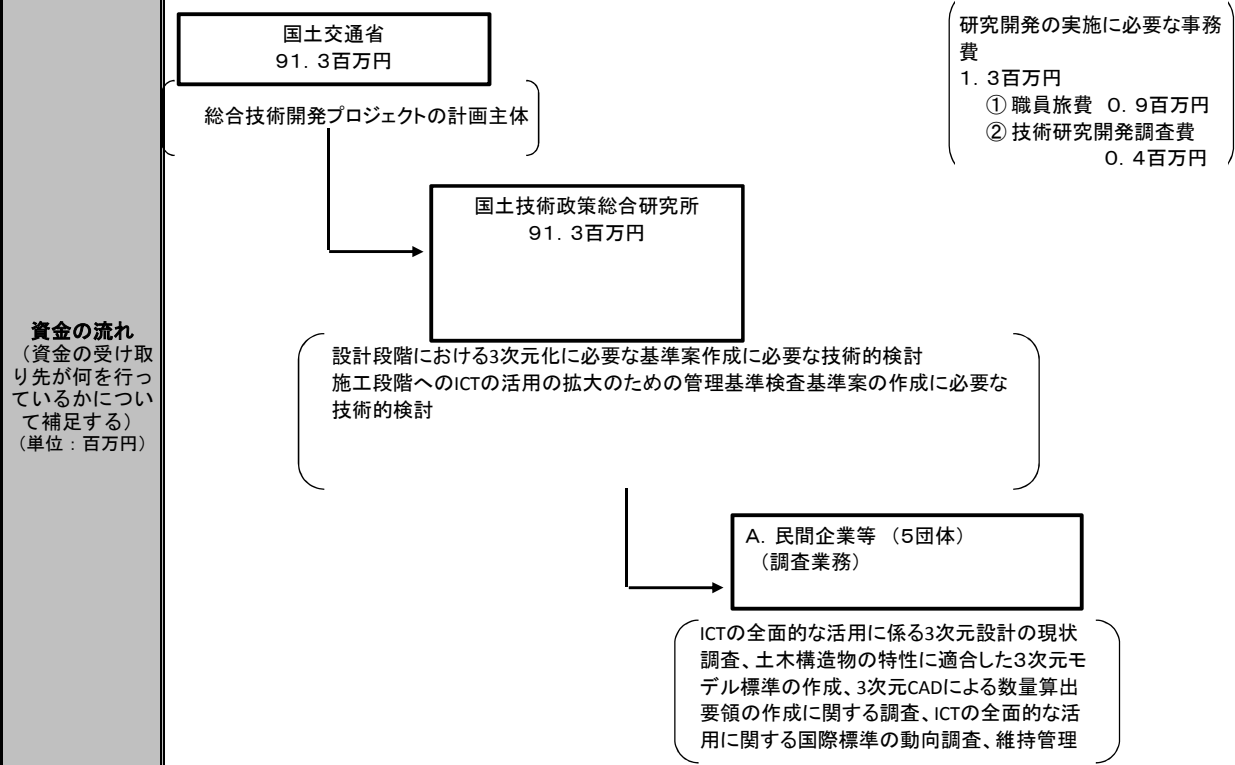 国土交通省
91．3百万円
総合技術開発プロジェクトの計画主体
研究開発の実施に必要な事務
費
1．3百万円
① 職員旅費　0．9百万円
② 技術研究開発調査費
0．4百万円
国土技術政策総合研究所
91．3百万円
資金の流れ
（資金の受け取
り先が何を行っ
ているかについ
て補足する）
（単位：百万円）
設計段階における3次元化に必要な基準案作成に必要な技術的検討
施工段階へのICTの活用の拡大のための管理基準検査基準案の作成に必要な
技術的検討
A．民間企業等　（5団体）
（調査業務）
ICTの全面的な活用に係る3次元設計の現状
調査、土木構造物の特性に適合した３次元モ
デル標準の作成、3次元CADによる数量算出
要領の作成に関する調査、ICTの全面的な活
用に関する国際標準の動向調査、維持管理